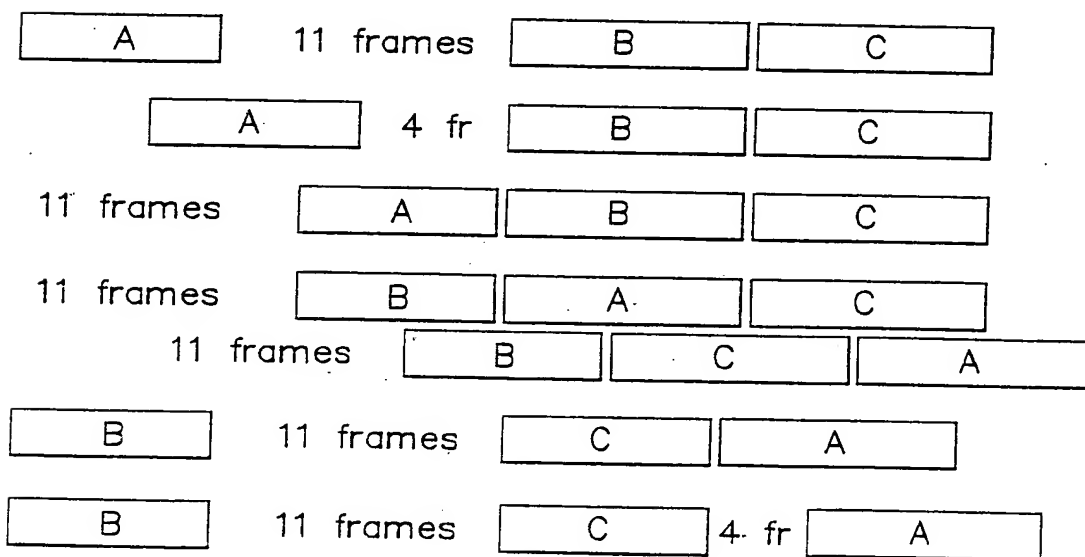 A 11 frames B C
A 4 fr B C
11 frames A B C
11 frames B A C
11 frames B C A
B 11 frames C A
B 11 frames C 4 fr A